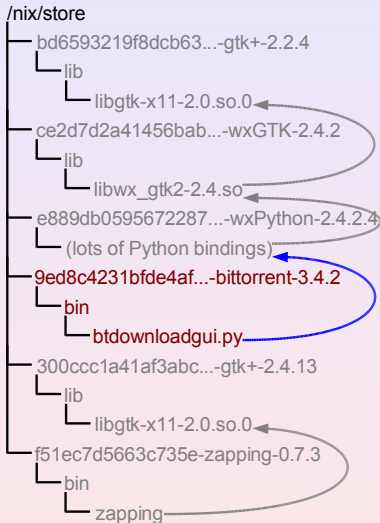 /nix/store
bd6593219f8dcb63...-gtk+-2.2.4
lib
libgtk-x11-2.0.so.0
ce2d7d2a41456bab...-wxGTK-2.4.2
lib
libwx_gtk2-2.4.so
e889db0595672287...-wxPython-2.4.2.4
(lots of Python bindings)
9ed8c4231bfde4af...-bittorrent-3.4.2
bin
btdownloadgui.py
300ccc1a41af3abc...-gtk+-2.4.13
lib
libgtk-x11-2.0.so.0
f51ec7d5663c735e-zapping-0.7.3
bin
zapping